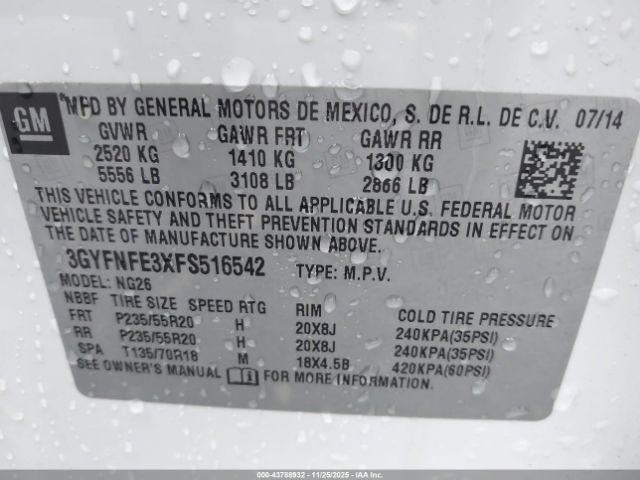 GM
MFD BY GENERAL MOTORS DE MEXICO, S. DE R.L. DE C.V. 07/14
GVWR GAWR FRT GAWR RR
2520 KG 1410 KG 1300 KG
5556 LB 3108 LB 2866 LB
THIS VEHICLE CONFORMS TO ALL APPLICABLE U.S. FEDERAL MOTOR
VEHICLE SAFETY AND THEFT PREVENTION STANDARDS IN EFFECT ON
THE DATE OF MANUFACTURE SHOWN ABOVE.
3GYFNFE3XFS516542 TYPE: M.P.V.
MODEL: NG26
NBBF TIRE SIZE SPEED RTG RIM COLD TIRE PRESSURE
FRT P235/55R20 H 20X8J 240KPA(35PSI)
RR P235/55R20 H 20X8J 240KPA(35PSI)
SPA T135/70R18 M 18X4.5B 420KPA(60PSI)
SEE OWNER'S MANUAL FOR MORE INFORMATION.
000-43788932 - 11/25/2025 - IAAI.com